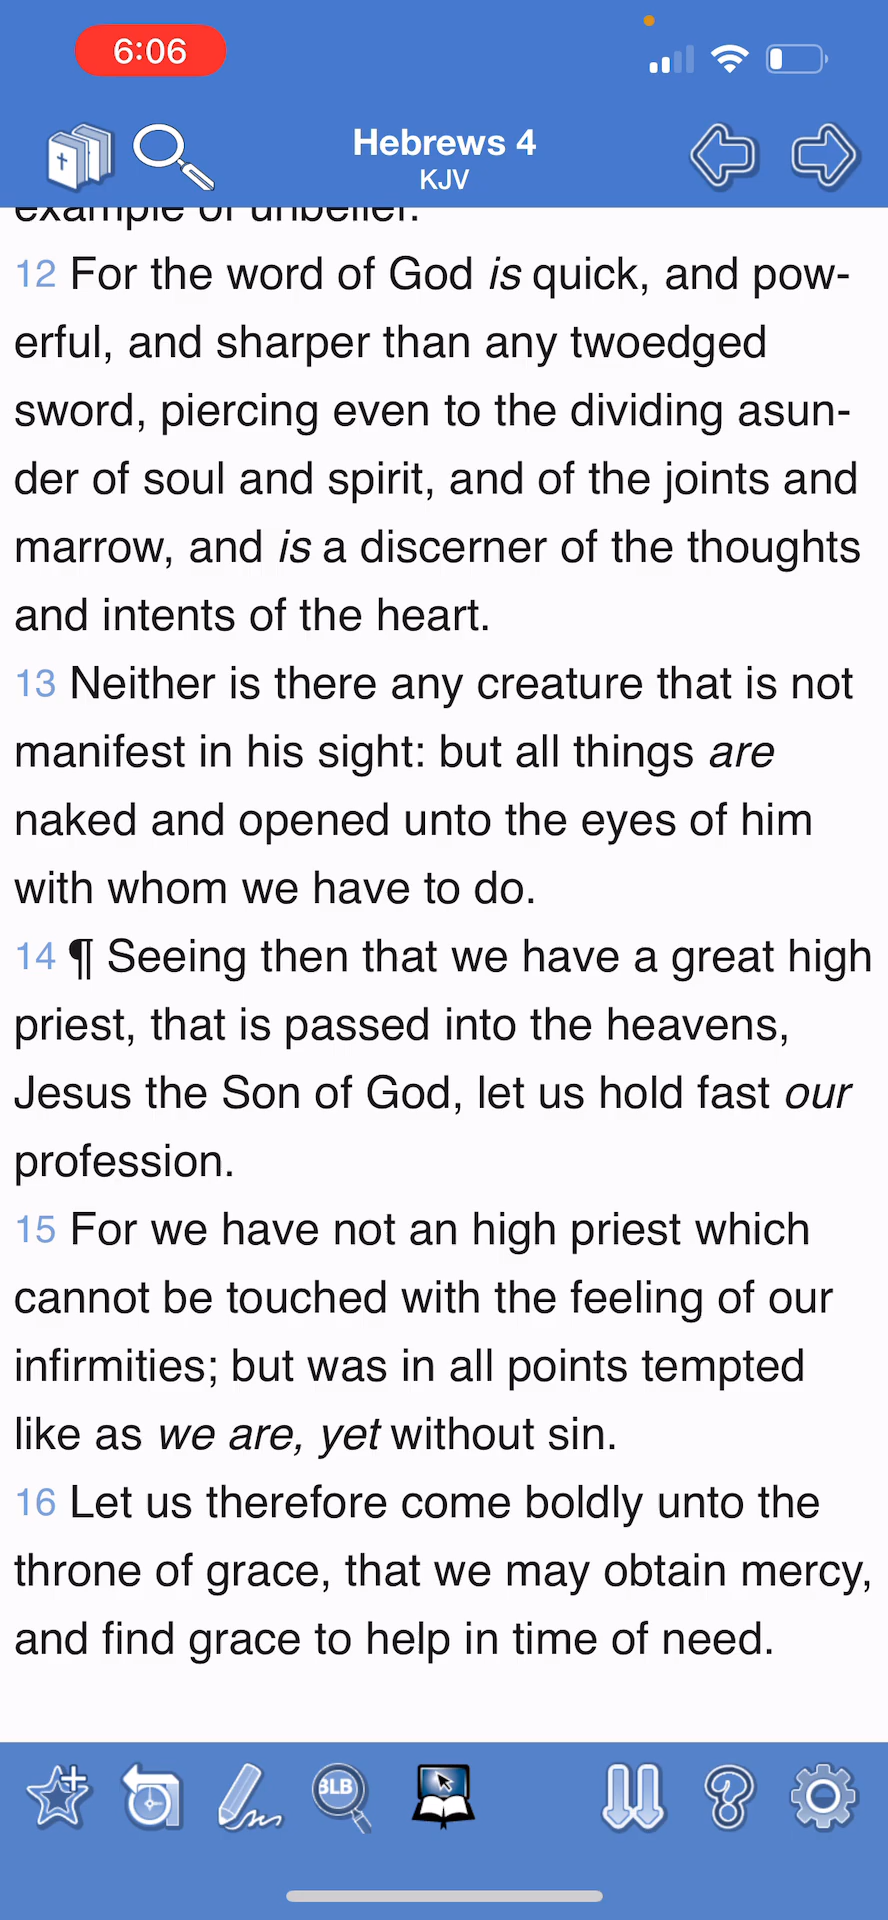 6:06
Hebrews 4
KJV
example of unbelief.
12 For the word of God is quick, and pow-
erful, and sharper than any twoedged
sword, piercing even to the dividing asun-
der of soul and spirit, and of the joints and
marrow, and is a discerner of the thoughts
and intents of the heart.
13 Neither is there any creature that is not
manifest in his sight: but all things are
naked and opened unto the eyes of him
with whom we have to do.
14 ¶ Seeing then that we have a great high
priest, that is passed into the heavens,
Jesus the Son of God, let us hold fast our
profession.
15 For we have not an high priest which
cannot be touched with the feeling of our
infirmities; but was in all points tempted
like as we are, yet without sin.
16 Let us therefore come boldly unto the
throne of grace, that we may obtain mercy,
and find grace to help in time of need.
BLB